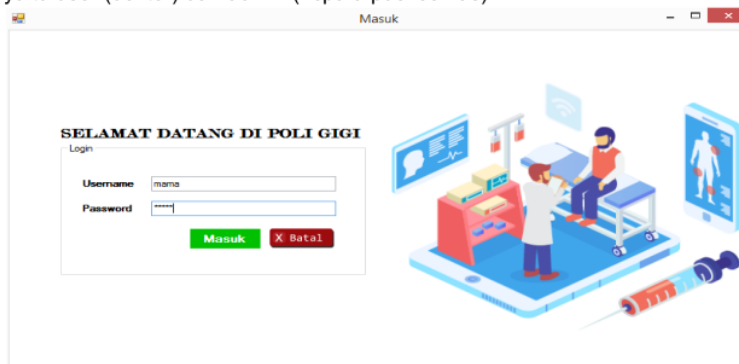 Masuk
SELAMAT DATANG DI POLI GIGI
Login
Username mama
Password *****
Masuk X Batal